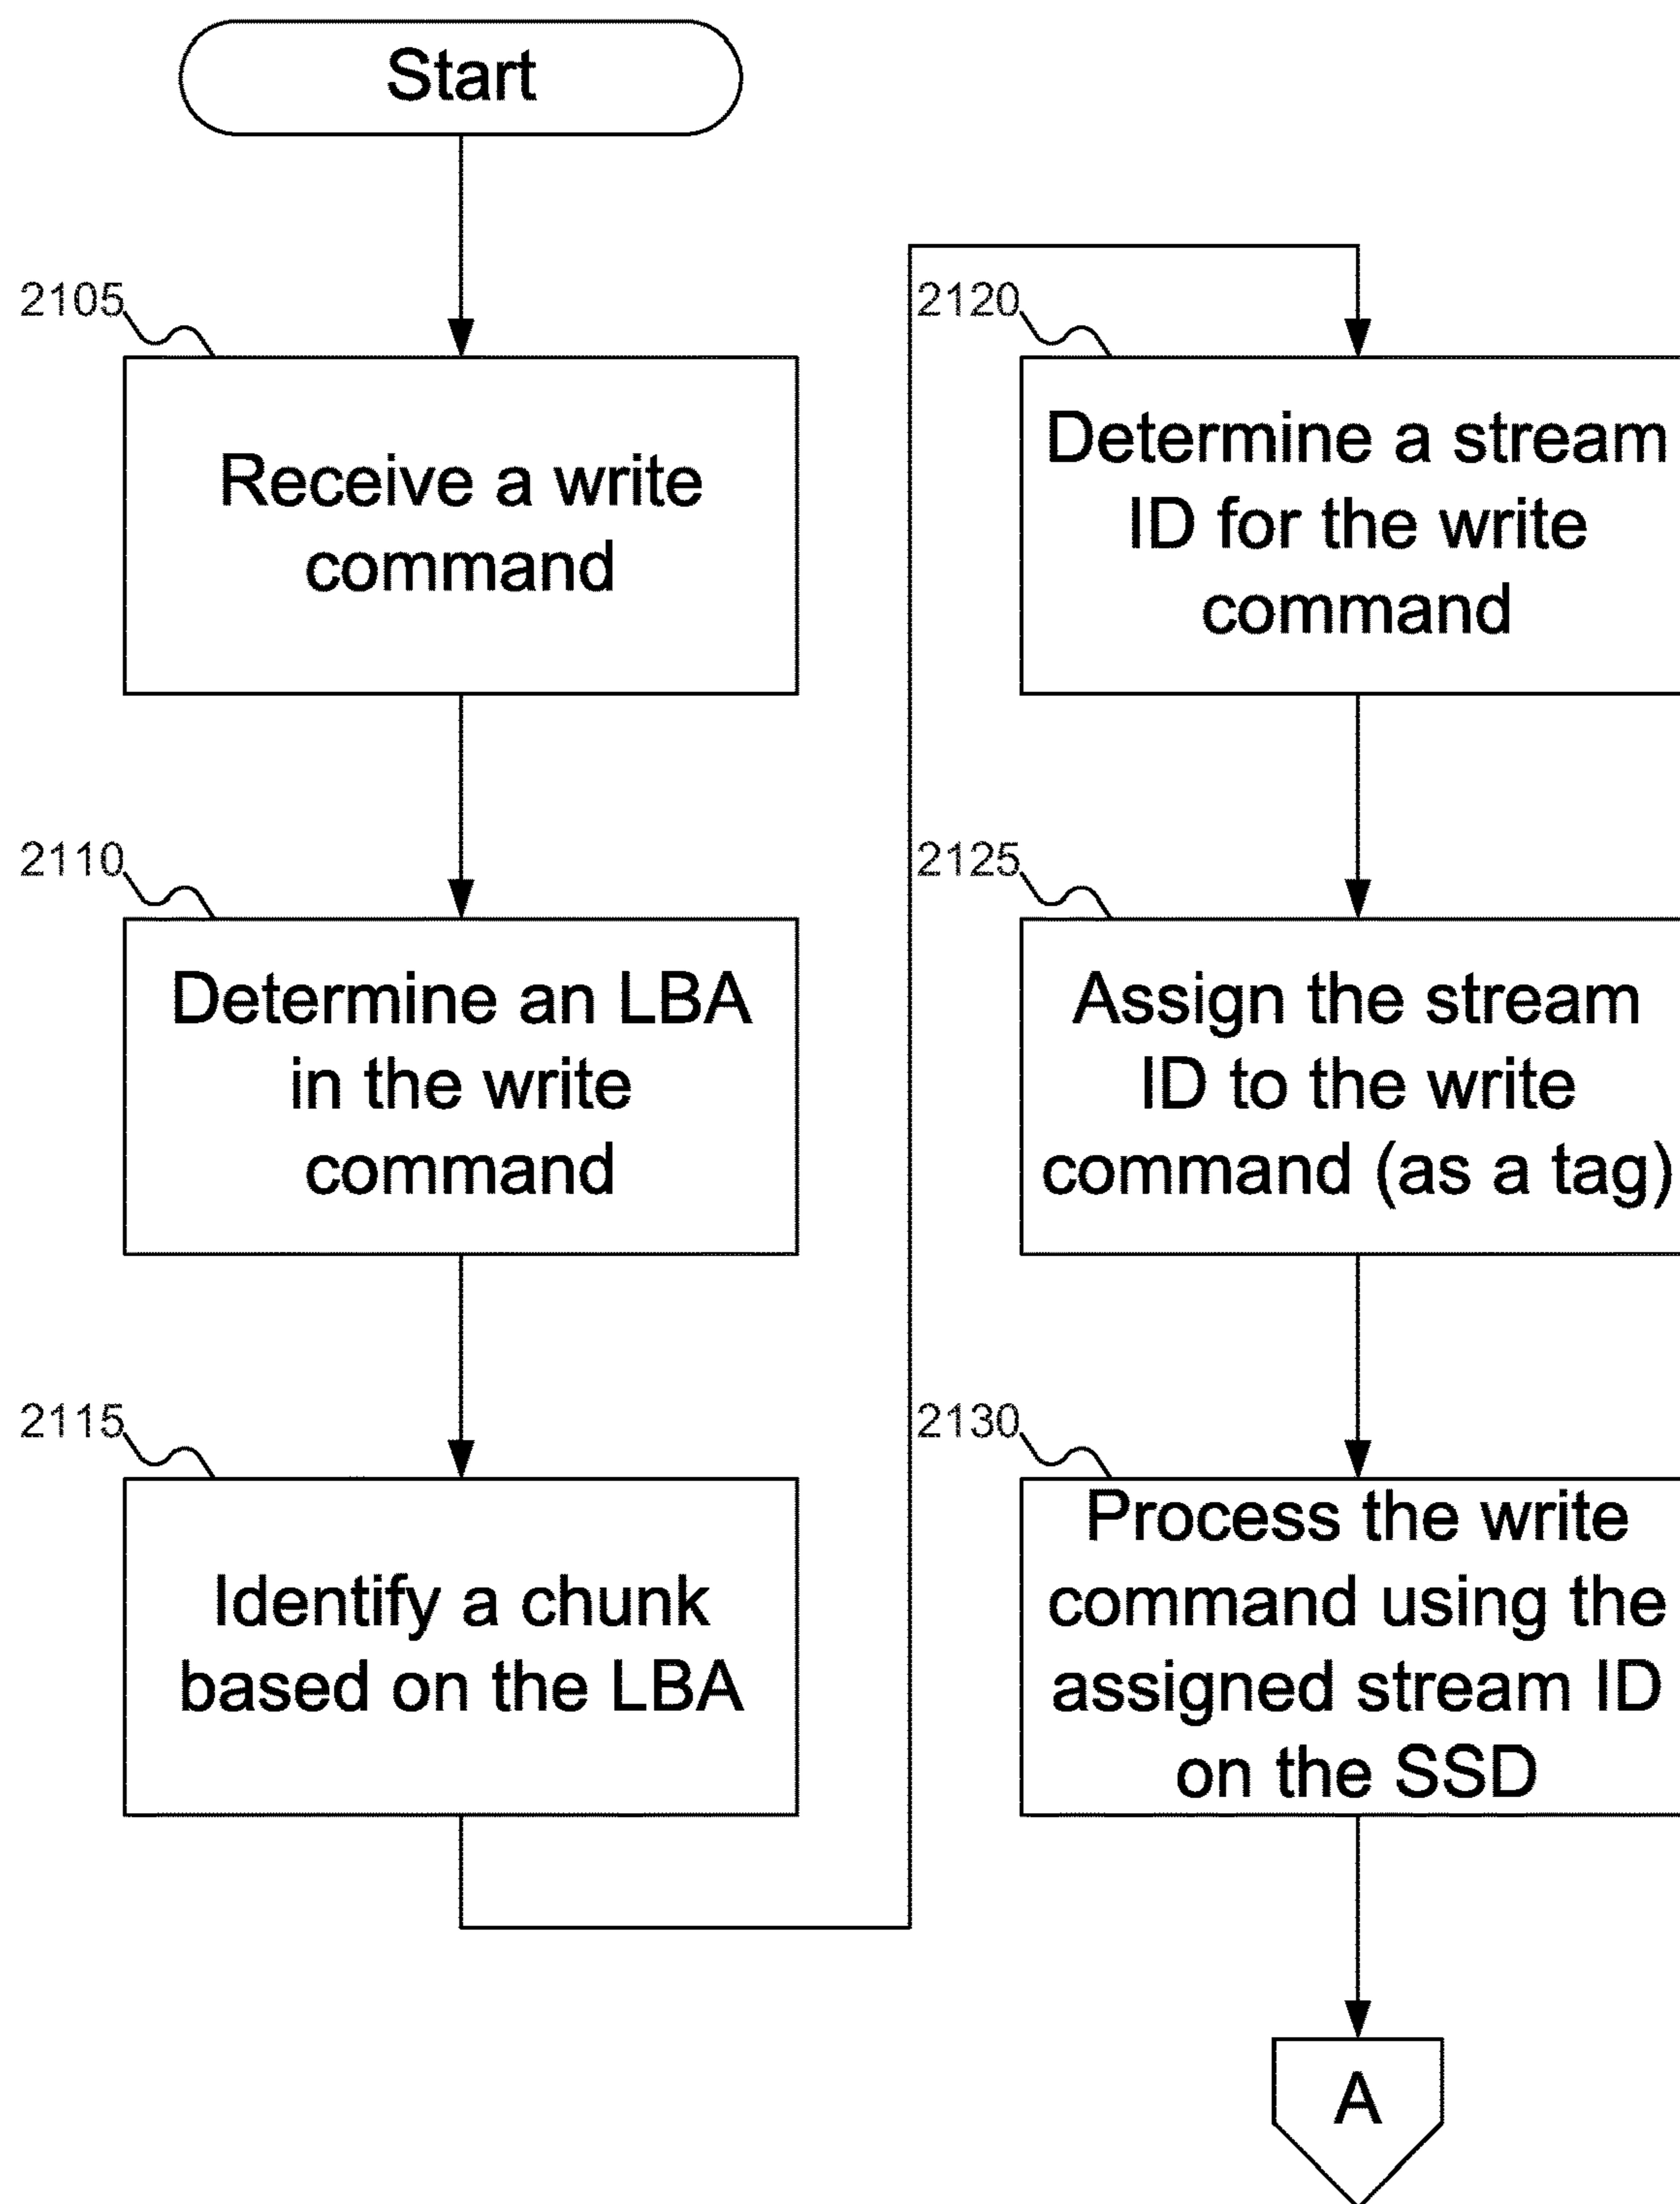 Start
2105
Receive a write
command
2110
Determine an LBA
in the write
command
2115
Identify a chunk
based on the LBA
2120
Determine a stream
ID for the write
command
2125
Assign the stream
ID to the write
command (as a tag)
2130
Process the write
command using the
assigned stream ID
on the SSD
A